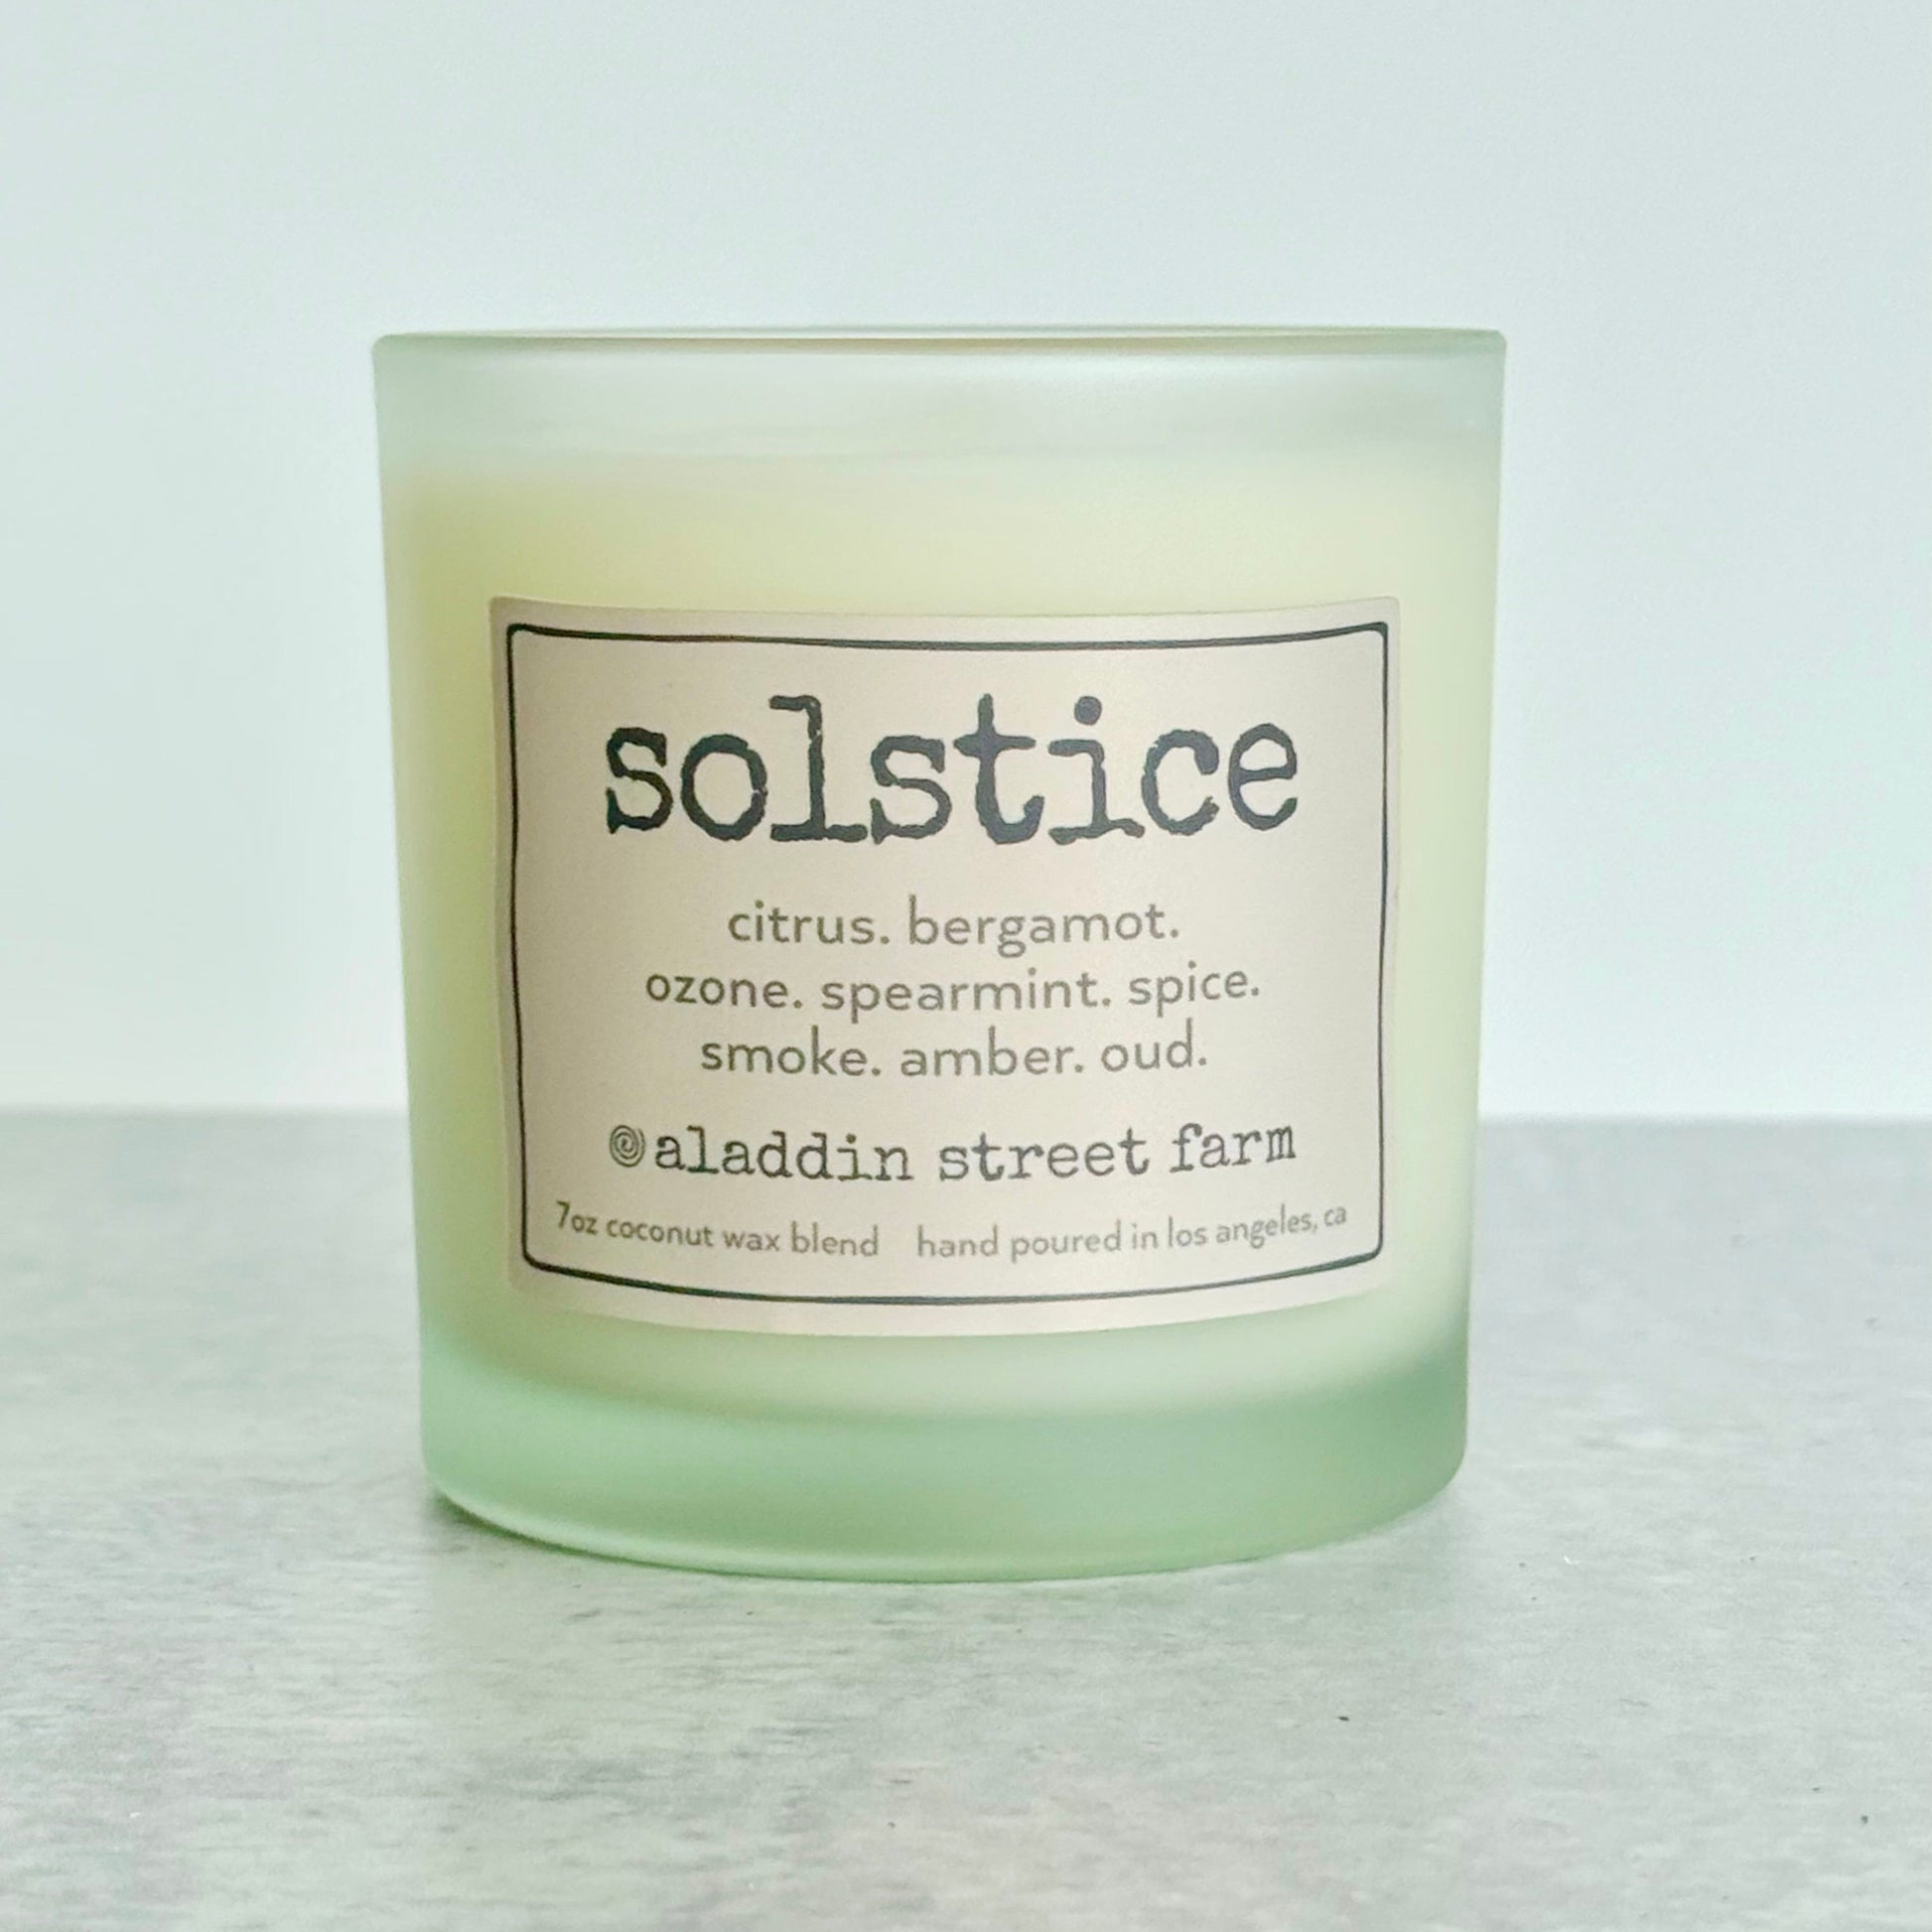 solstice
citrus. bergamot.
ozone. spearmint. spice.
smoke. amber. oud.
@aladdin street farm
7oz coconut wax blend hand poured in los angeles, ca